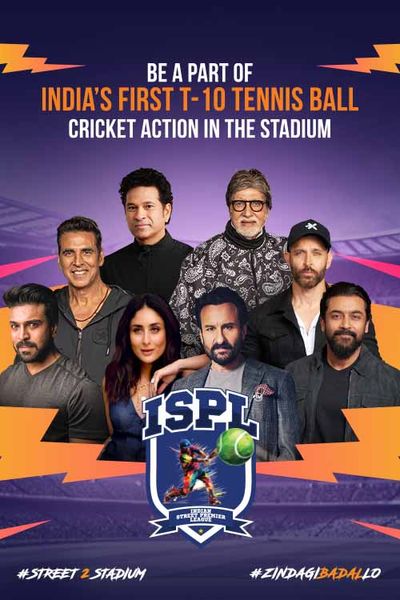 BE A PART OF
INDIA'S FIRST T-10 TENNIS BALL
CRICKET ACTION IN THE STADIUM
ISPL
INDIAN
STREET PREMIER
LEAGUE
#STREET 2 STADIUM
#ZINDAGIBADALLO